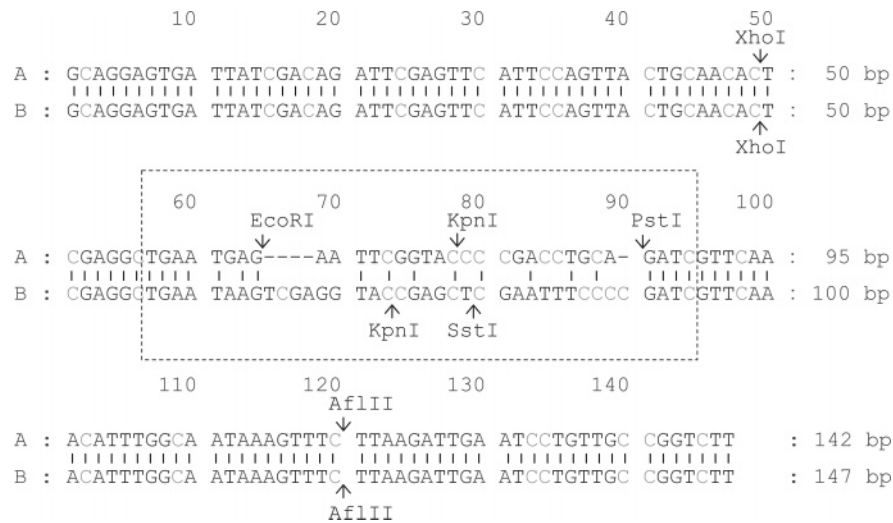 10 20 30 40 50
XhoI
A : GCAGGAGTGA TTATCGACAG ATTCGAGTTC ATTCCAGTTA CTGCAACACT : 50 bp
B : GCAGGAGTGA TTATCGACAG ATTCGAGTTC ATTCCAGTTA CTGCAACACT : 50 bp
XhoI
60 70 80 90 100
EcoRI KpnI PstI
A : CGAGGCTGAA TGAG----AA TTCGGTACCC CGACCTGCA- GATCGTTCAA : 95 bp
B : CGAGGCTGAA TAAGTCGAGG TACCGAGCTC GAATTTCCCC GATCGTTCAA : 100 bp
KpnI SstI
110 120 130 140
AflII
A : ACATTTGGCA ATAAAGTTTC TTAAGATTGA ATCCTGTTGC CGGTCTT : 142 bp
B : ACATTTGGCA ATAAAGTTTC TTAAGATTGA ATCCTGTTGC CGGTCTT : 147 bp
AflII